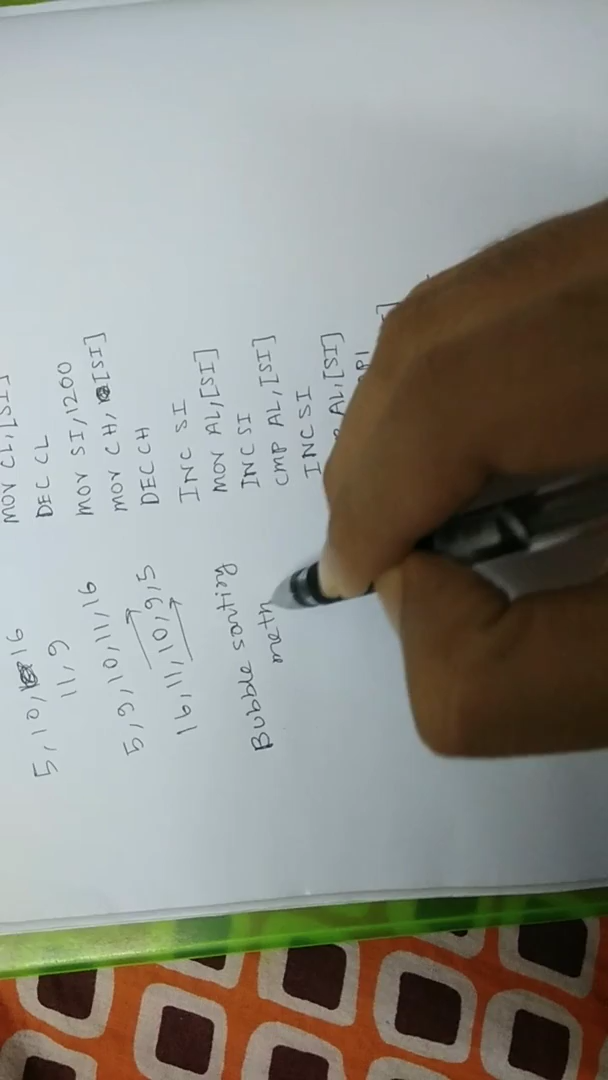 MOV CL,[SI]
DEC CL
MOV SI,1200
MOV CH,[SI]
DEC CH
INC SI
MOV AL,[SI]
INC SI
CMP AL,[SI]
INC SI
AL,[SI]
5,10,16
11,9
5,9,10,11,16
16,11,10,9,5
Bubble sorting
meth